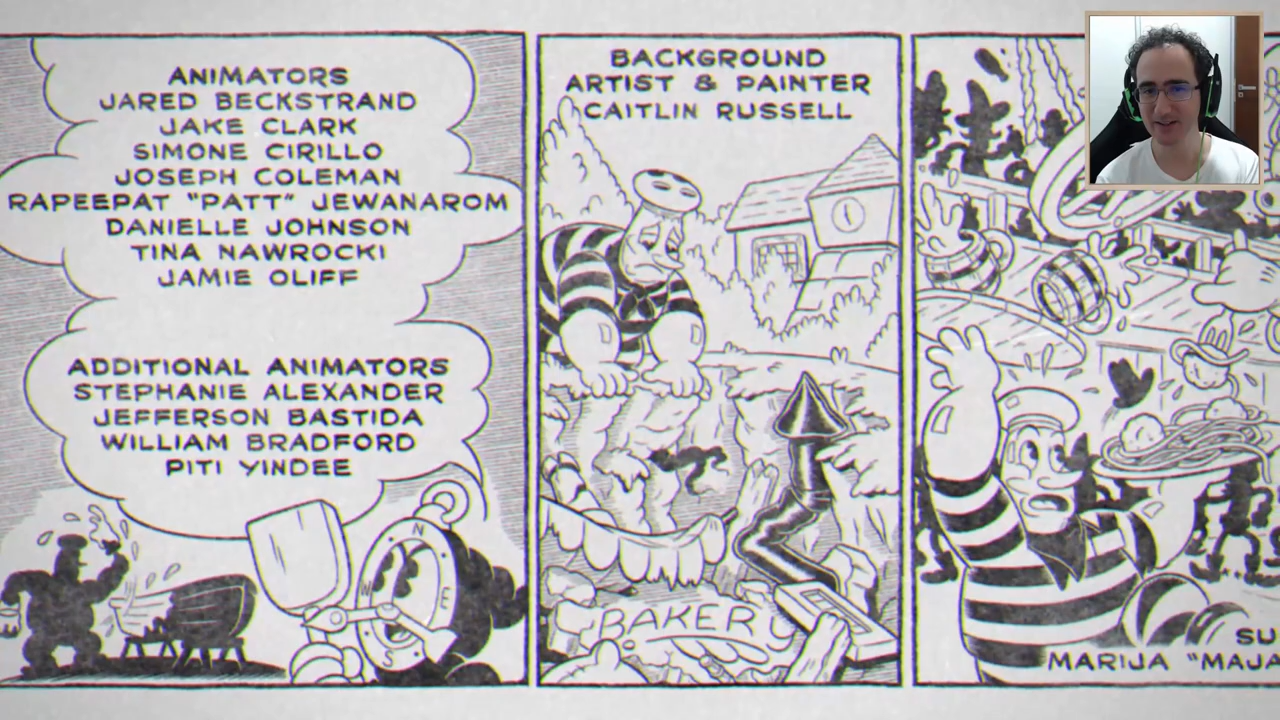 ANIMATORS
JARED BECKSTRAND
JAKE CLARK
SIMONE CIRILLO
JOSEPH COLEMAN
RAPEEPAT "PATT" JEWANAROM
DANIELLE JOHNSON
TINA NAWROCKI
JAMIE OLIFF
ADDITIONAL ANIMATORS
STEPHANIE ALEXANDER
JEFFERSON BASTIDA
WILLIAM BRADFORD
PITI YINDEE
N
W
E
S
BACKGROUND
ARTIST & PAINTER
CAITLIN RUSSELL
BAKERY
SU
MARIJA "MAJA